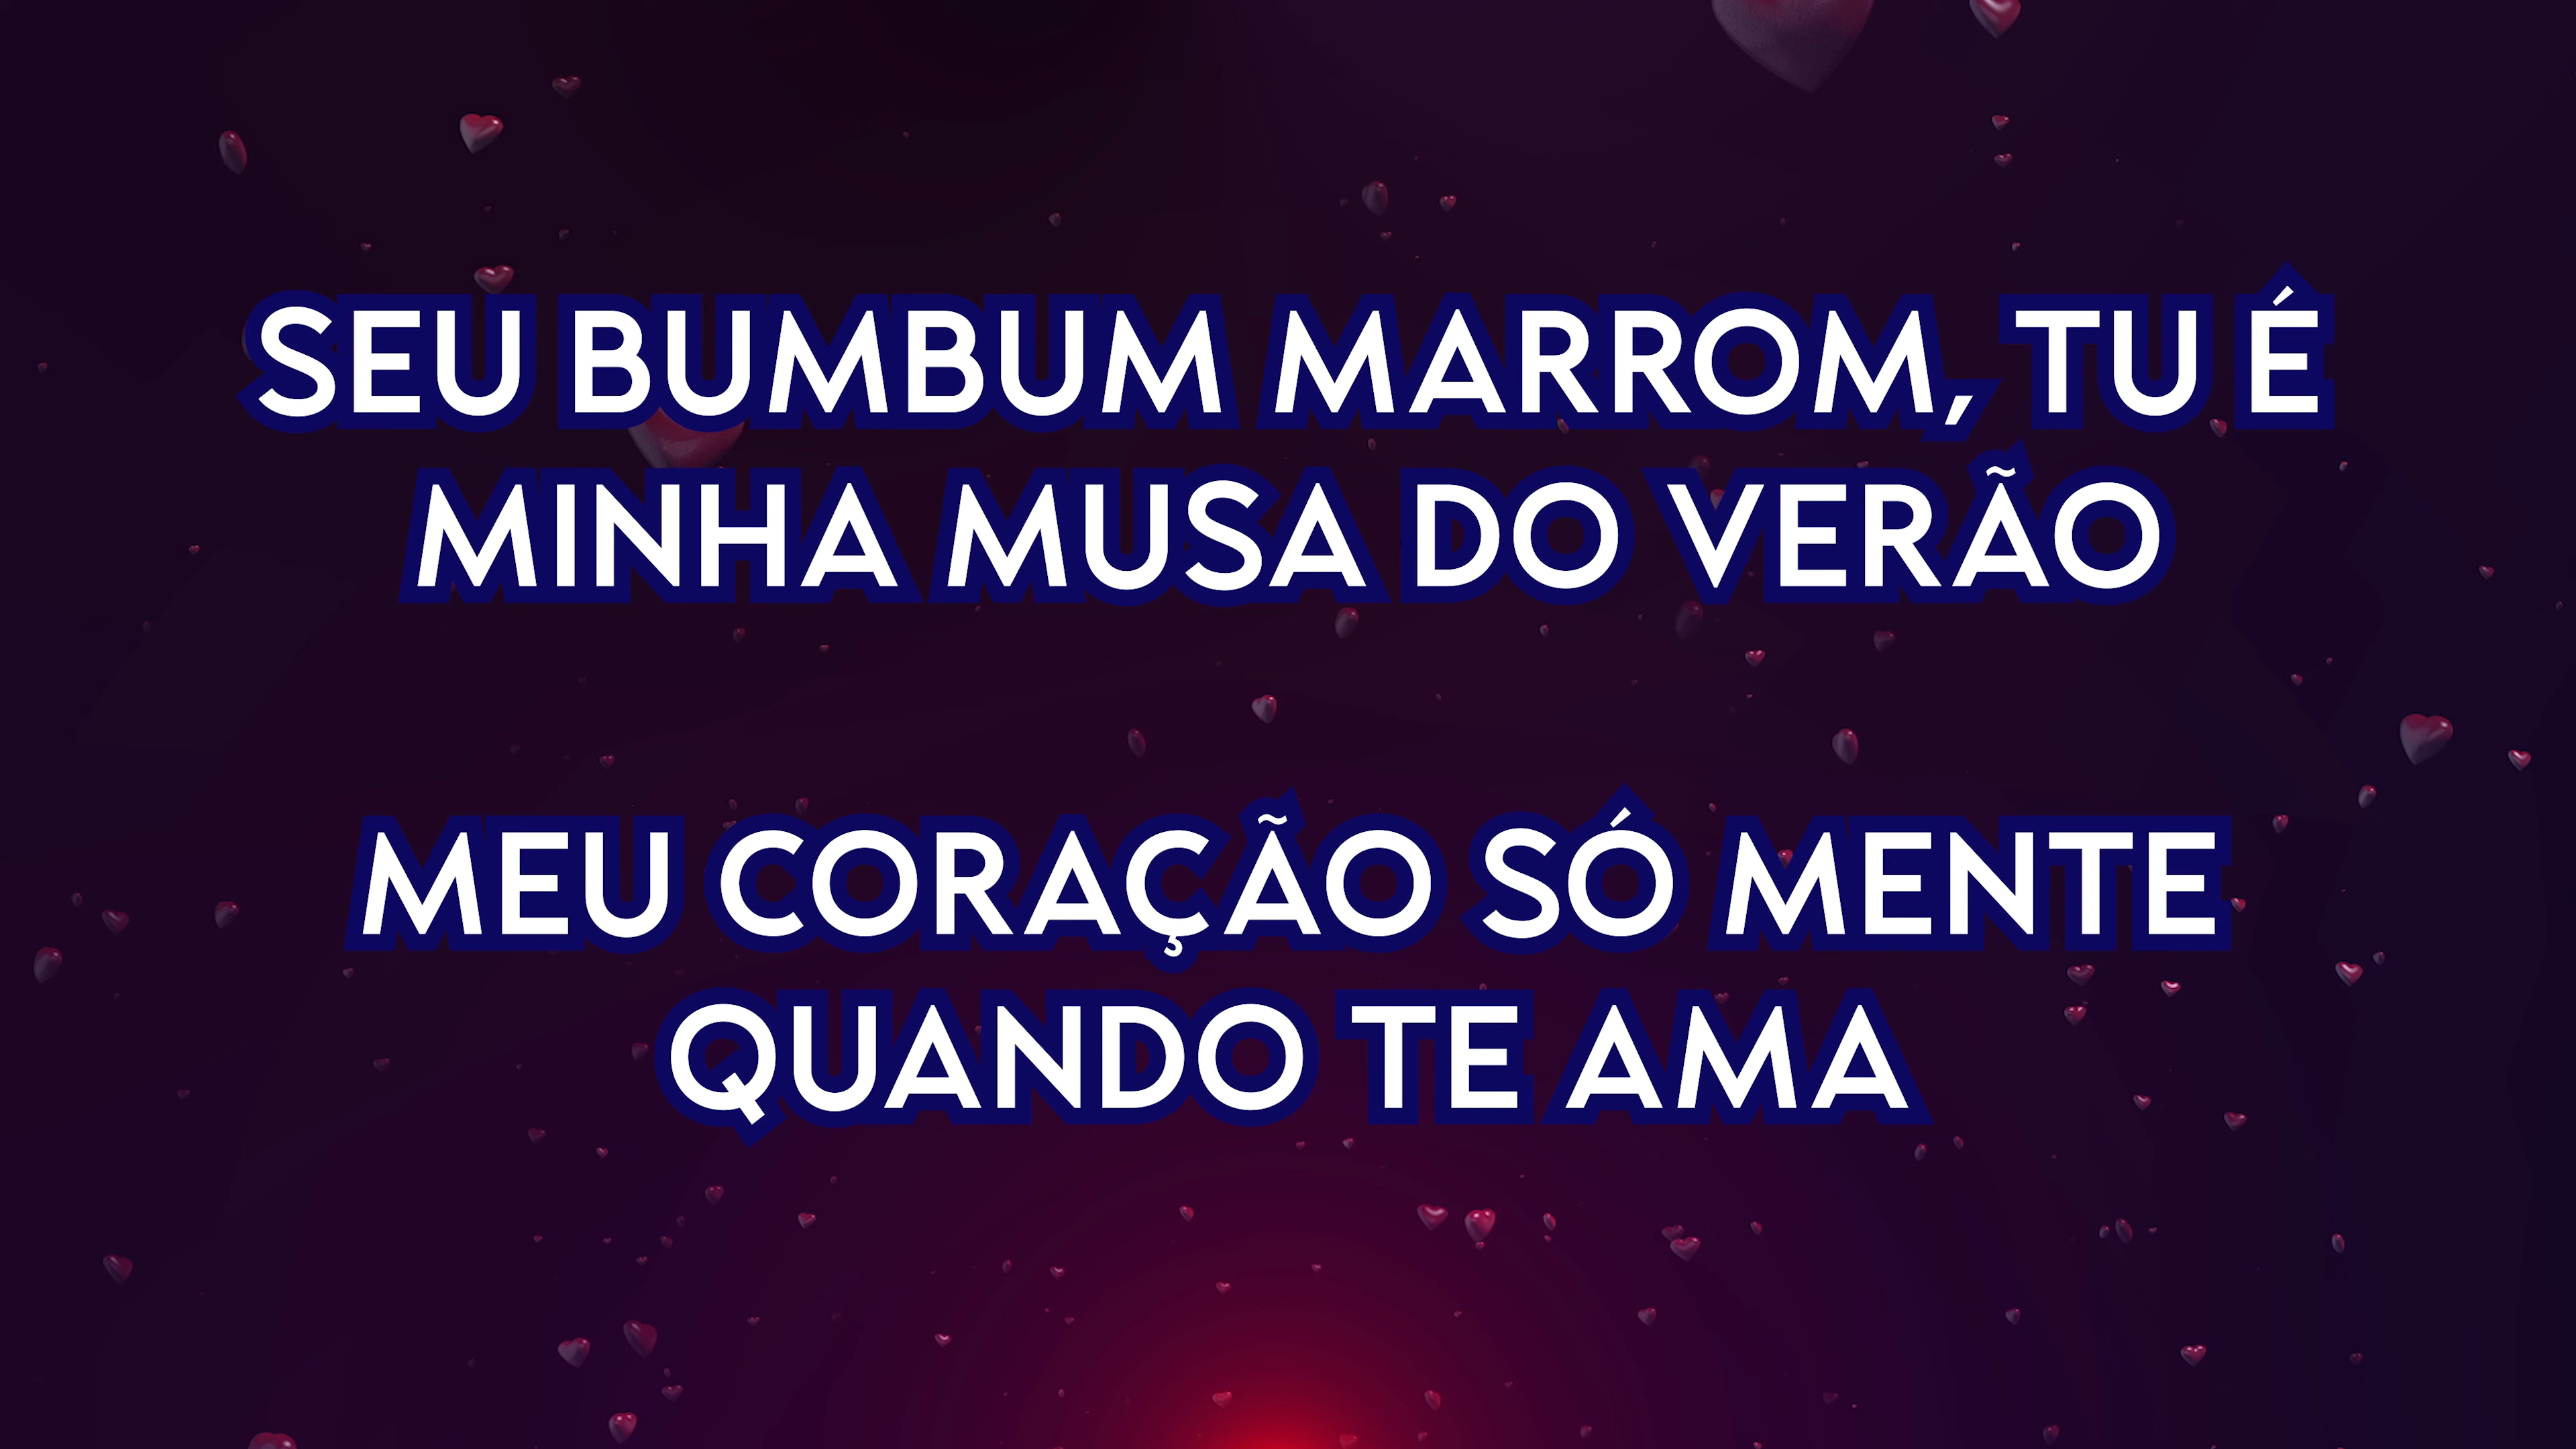 SEU BUMBUM MARROM, TU É
MINHA MUSA DO VERÃO
MEU CORAÇÃO SÓ MENTE
QUANDO TE AMA